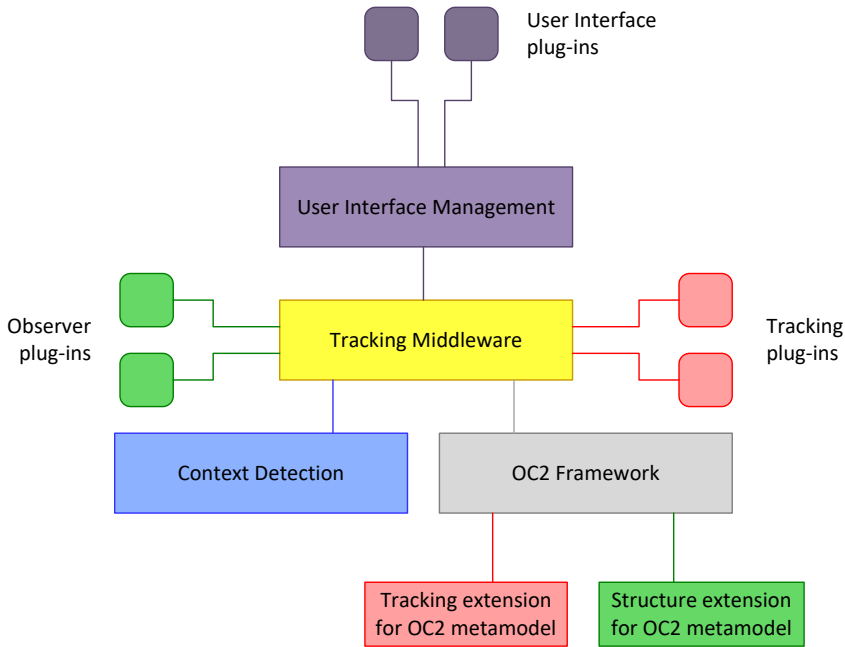 User Interface
plug-ins
User Interface Management
Observer
plug-ins
Tracking Middleware
Tracking
plug-ins
Context Detection
OC2 Framework
Tracking extension
for OC2 metamodel
Structure extension
for OC2 metamodel